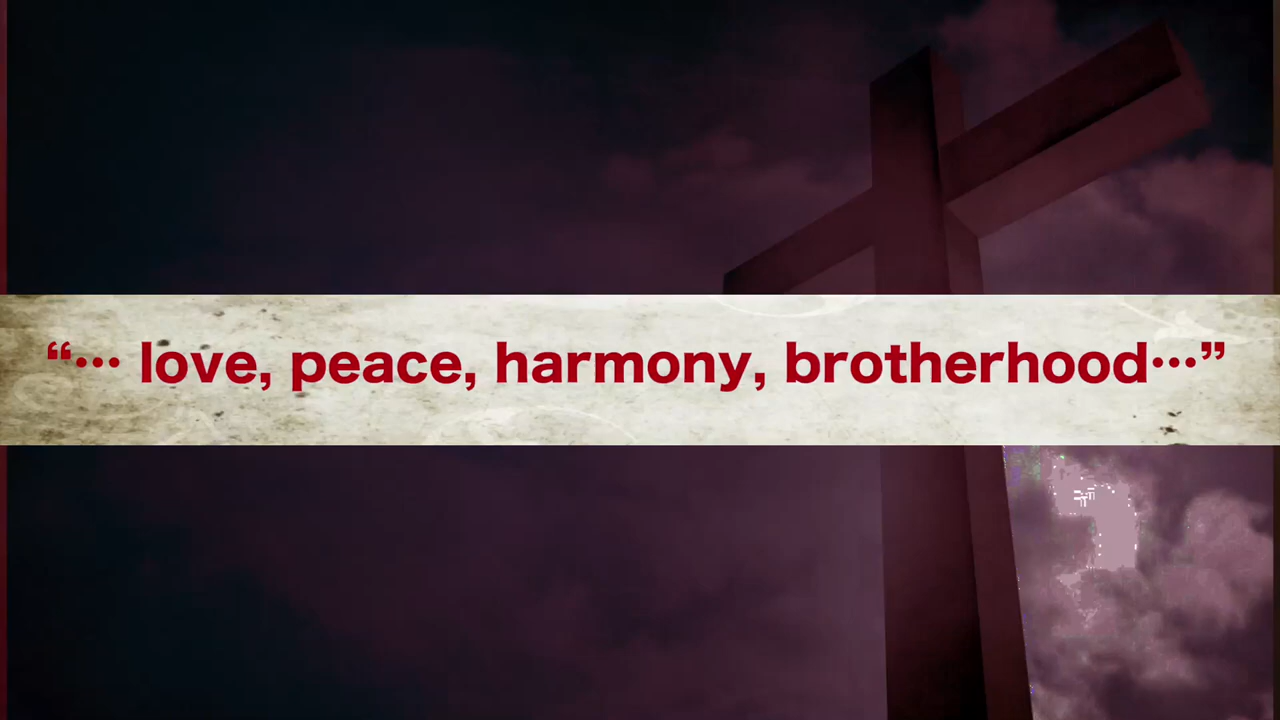 “··· love, peace, harmony, brotherhood···”